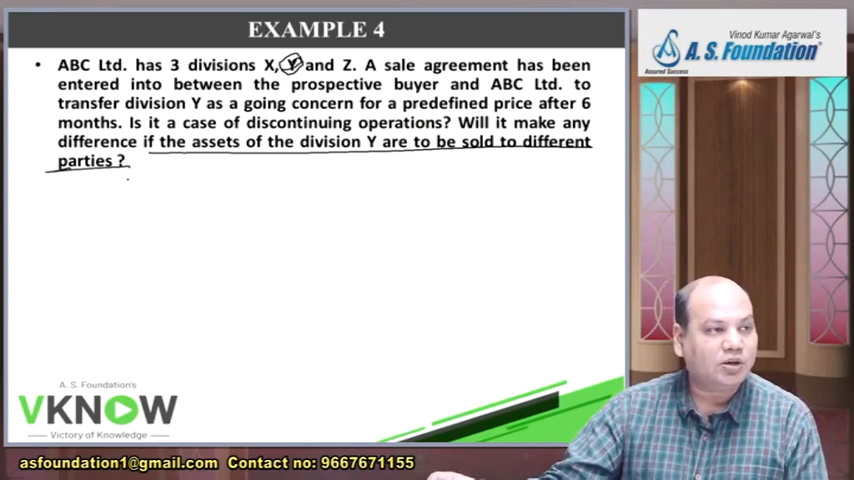 EXAMPLE 4
Vinod Kumar Agarwal's
A. S. Foundation®
Assured Success
• ABC Ltd. has 3 divisions X, Y and Z. A sale agreement has been
entered into between the prospective buyer and ABC Ltd. to
transfer division Y as a going concern for a predefined price after 6
months. Is it a case of discontinuing operations? Will it make any
difference if the assets of the division Y are to be sold to different
parties ?
A. S. Foundation's
VKNOW
Victory of Knowledge
asfoundation1@gmail.com Contact no: 9667671155